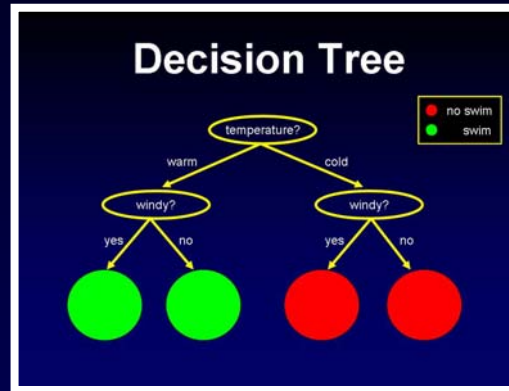 Decision Tree
no swim
swim
temperature?
warm
cold
windy?
windy?
yes
no
yes
no